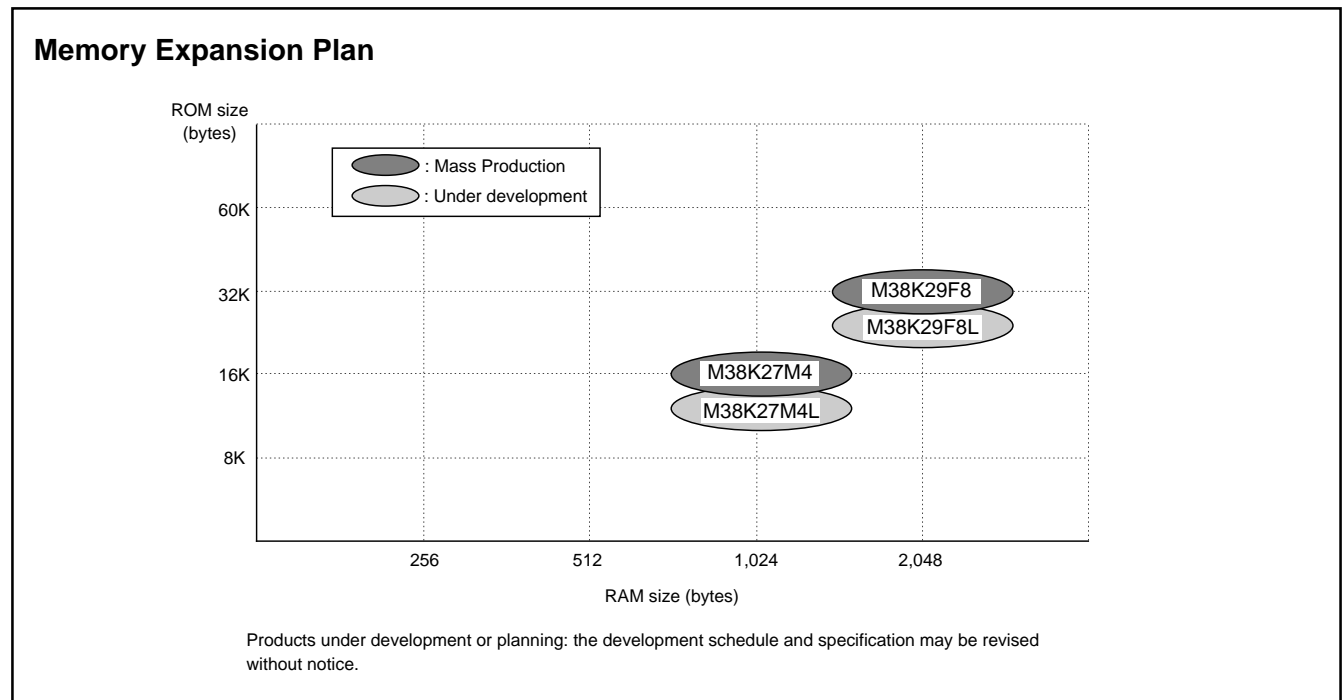 Memory Expansion Plan
ROM size
(bytes)
: Mass Production
: Under development
60K
32K
M38K29F8
M38K29F8L
16K
M38K27M4
M38K27M4L
8K
256
512
1,024
2,048
RAM size (bytes)
Products under development or planning: the development schedule and specification may be revised
without notice.